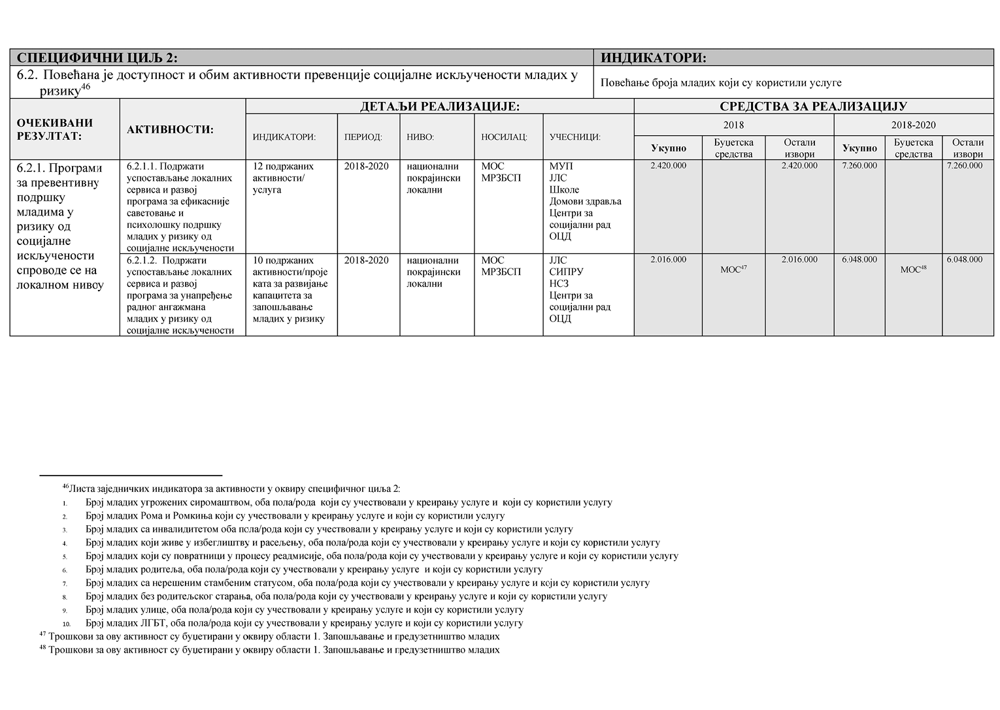 СПЕЦИФИЧНИ ЦИЉ 2:
ИНДИКАТОРИ:
6.2. Повећана је доступност и обим активности превенције социјалне искључености младих у
ризику46
Повећање броја младих који су користили услуге
ОЧЕКИВАНИ
РЕЗУЛТАТ:
АКТИВНОСТИ:
ДЕТАЉИ РЕАЛИЗАЦИЈЕ:
СРЕДСТВА ЗА РЕАЛИЗАЦИЈУ
ИНДИКАТОРИ:
ПЕРИОД:
НИВО:
НОСИЛАЦ:
УЧЕСНИЦИ:
2018
2018-2020
Укупно
Буџетска
средства
Остали
извори
Укупно
Буџетска
средства
Остали
извори
6.2.1. Програми
за превентивну
подршку
младима у
ризику од
социјалне
искључености
спроводе се на
локалном нивоу
6.2.1.1. Подржати
успостављање локалних
сервиса и развој
програма за ефикасније
саветовање и
психолошку подршку
младих у ризику од
социјалне искључености
12 подржаних
активности/
услуга
2018-2020
национални
покрајински
локални
МОС
МРЗБСП
МУП
ЈЛС
Школе
Домови здравља
Центри за
социјални рад
ОЦД
2.420.000
2.420.000
7.260.000
7.260.000
6.2.1.2. Подржати
успостављање локалних
сервиса и развој
програма за унапређење
радног ангажмана
младих у ризику од
социјалне искључености
10 подржаних
активности/проје
ката за развијање
капацитета за
запошљавање
младих у ризику
2018-2020
национални
покрајински
локални
МОС
МРЗБСП
ЈЛС
СИПРУ
НСЗ
Центри за
социјални рад
ОЦД
2.016.000
МОС47
2.016.000
6.048.000
МОС48
6.048.000
46Листа заједничких индикатора за активности у оквиру специфичног циља 2:
1. Број младих угрожених сиромаштвом, оба пола/рода који су учествовали у креирању услуге и који су користили услугу
2. Број младих Рома и Ромкиња који су учествовали у креирању услуге и који су користили услугу
3. Број младих са инвалидитетом оба пола/рода који су учествовали у креирању услуге и који су користили услугу
4. Број младих који живе у избеглиштву и расељењу, оба пола/рода који су учествовали у креирању услуге и који су користили услугу
5. Број младих који су повратници у процесу реадмисије, оба пола/рода који су учествовали у креирању услуге и који су користили услугу
6. Број младих родитеља, оба пола/рода који су учествовали у креирању услуге и који су користили услугу
7. Број младих са нерешеним стамбеним статусом, оба пола/рода који су учествовали у креирању услуге и који су користили услугу
8. Број младих без родитељског старања, оба пола/рода који су учествовали у креирању услуге и који су користили услугу
9. Број младих улице, оба пола/рода који су учествовали у креирању услуге и који су користили услугу
10. Број младих ЛГБТ, оба пола/рода који су учествовали у креирању услуге и који су користили услугу
47 Трошкови за ову активност су буџетирани у оквиру области 1. Запошљавање и предузетништво младих
48 Трошкови за ову активност су буџетирани у оквиру области 1. Запошљавање и предузетништво младих